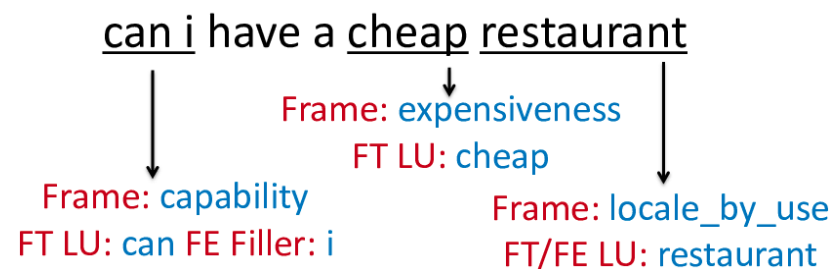 can i have a cheap restaurant
Frame: expensiveness
FT LU: cheap
Frame: capability
FT LU: can FE Filler: i
Frame: locale_by_use
FT/FE LU: restaurant